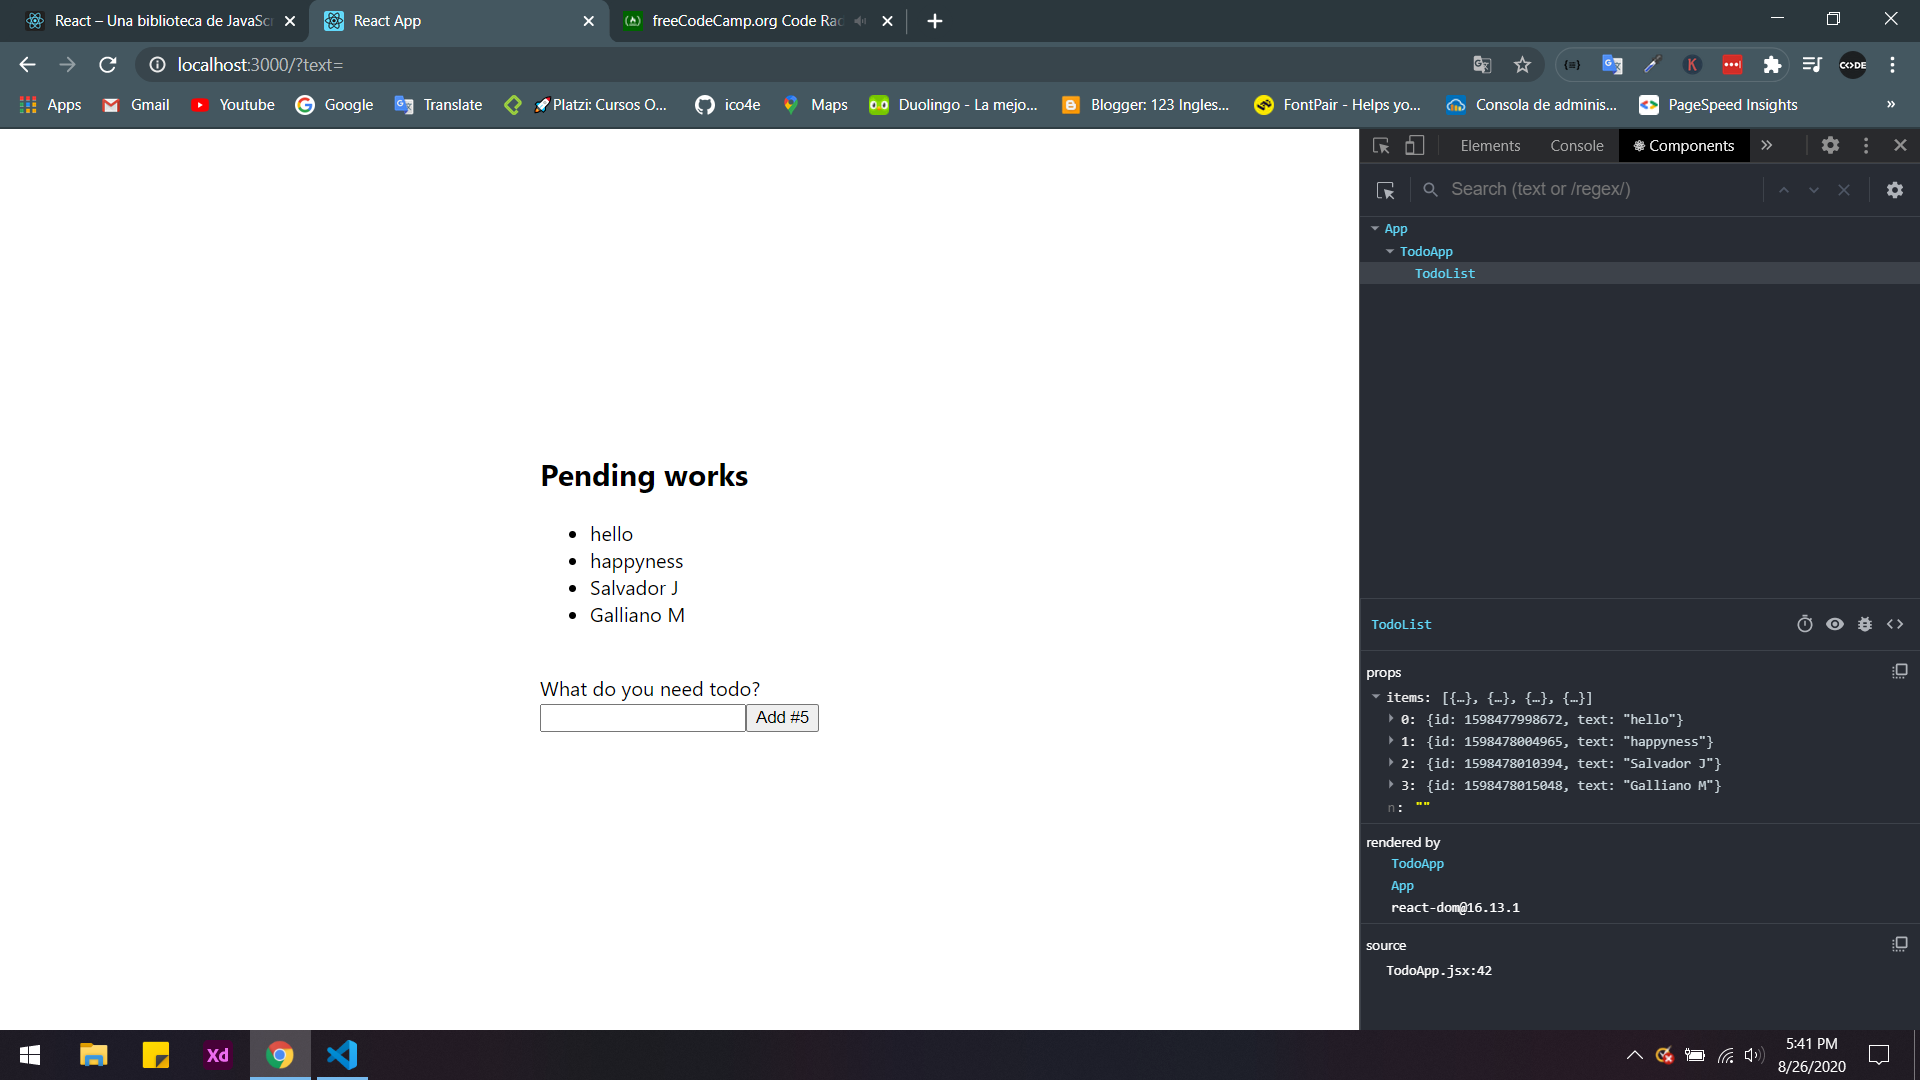 React – Una biblioteca de JavaSc
React App
freeCodeCamp.org Code Rad
localhost:3000/?text=
Apps
Gmail
Youtube
Google
Translate
🚀Platzi: Cursos O...
ico4e
Maps
Duolingo - La mejo...
Blogger: 123 Ingles...
FontPair - Helps yo...
Consola de adminis...
PageSpeed Insights
»
C<>DE
K
Elements
Console
Components
»
Search (text or /regex/)
App
TodoApp
TodoList
Pending works
hello
happyness
Salvador J
Galliano M
What do you need todo?
Add #5
TodoList
props
items: [{…}, {…}, {…}, {…}]
0: {id: 1598477998672, text: "hello"}
1: {id: 1598478004965, text: "happyness"}
2: {id: 1598478010394, text: "Salvador J"}
3: {id: 1598478015048, text: "Galliano M"}
n: ""
rendered by
TodoApp
App
react-dom@16.13.1
source
TodoApp.jsx:42
Xd
5:41 PM
8/26/2020